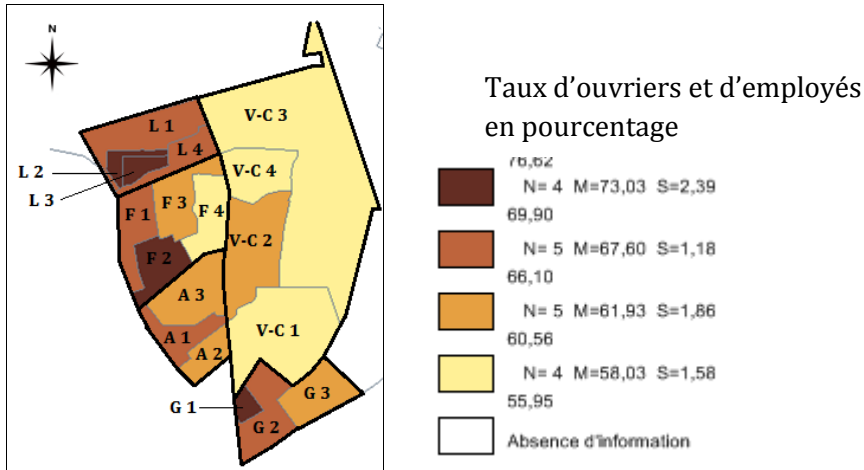 N
L 1
V-C 3
L 4
L 2
L 3
V-C 4
F 1
F 3
F 4
V-C 2
F 2
A 3
V-C 1
A 1
A 2
G 1
G 2
G 3
Taux d’ouvriers et d’employés
en pourcentage
76,62
N= 4 M=73,03 S=2,39
69,90
N= 5 M=67,60 S=1,18
66,10
N= 5 M=61,93 S=1,86
60,56
N= 4 M=58,03 S=1,58
55,95
Absence d'information